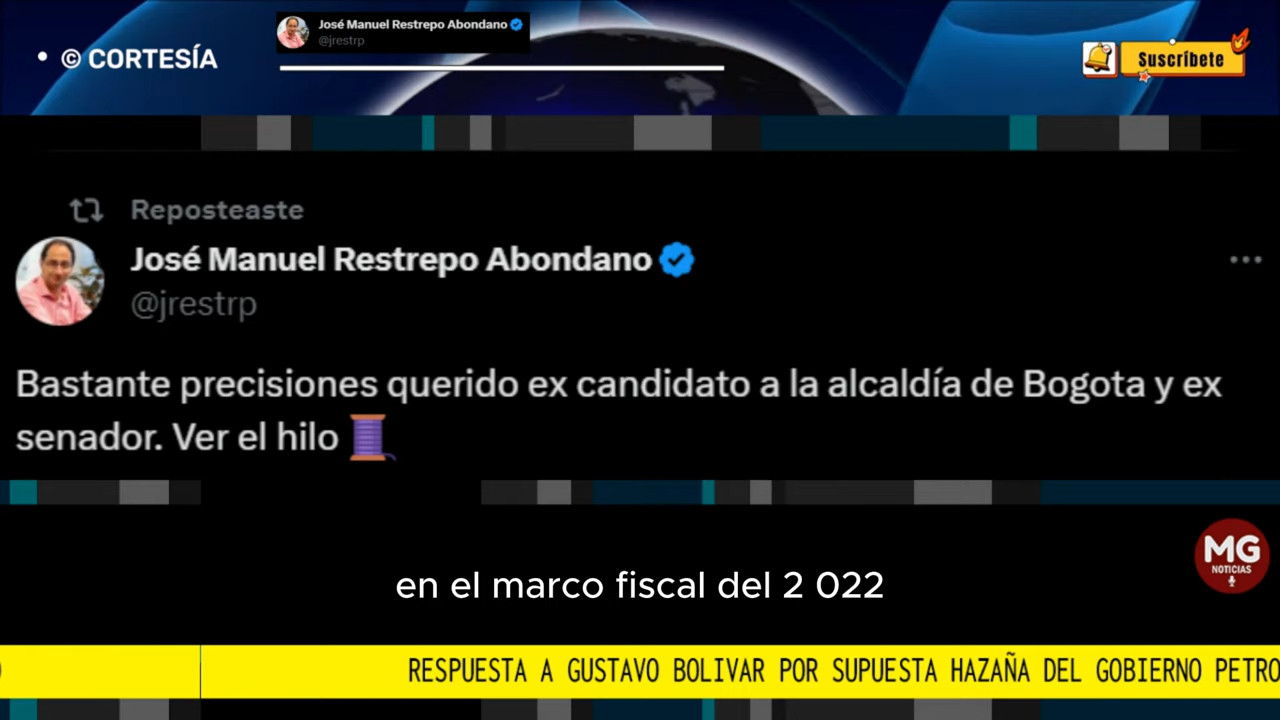 • © CORTESÍA
José Manuel Restrepo Abondano
@jrestrp
Suscríbete
Reposteaste
José Manuel Restrepo Abondano
@jrestrp
Bastante precisiones querido ex candidato a la alcaldía de Bogota y ex
senador. Ver el hilo 🧵
en el marco fiscal del 2 022
MG
NOTICIAS
RESPUESTA A GUSTAVO BOLIVAR POR SUPUESTA HAZAÑA DEL GOBIERNO PETRO